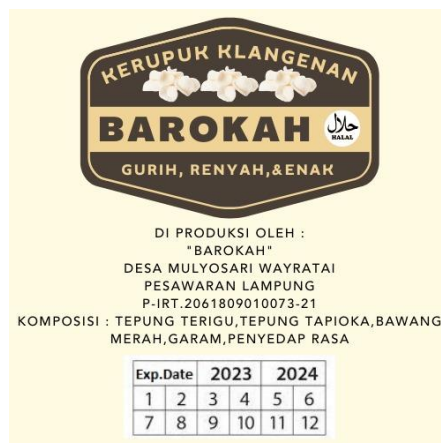 KERUPUK KLANGENAN
BAROKAH
حلال
HALAL
GURIH, RENYAH,&ENAK
DI PRODUKSI OLEH :
"BAROKAH"
DESA MULYOSARI WAYRATAI
PESAWARAN LAMPUNG
P-IRT.2061809010073-21
KOMPOSISI : TEPUNG TERIGU,TEPUNG TAPIOKA,BAWANG
MERAH,GARAM,PENYEDAP RASA
Exp.Date 2023 2024
1 2 3 4 5 6
7 8 9 10 11 12